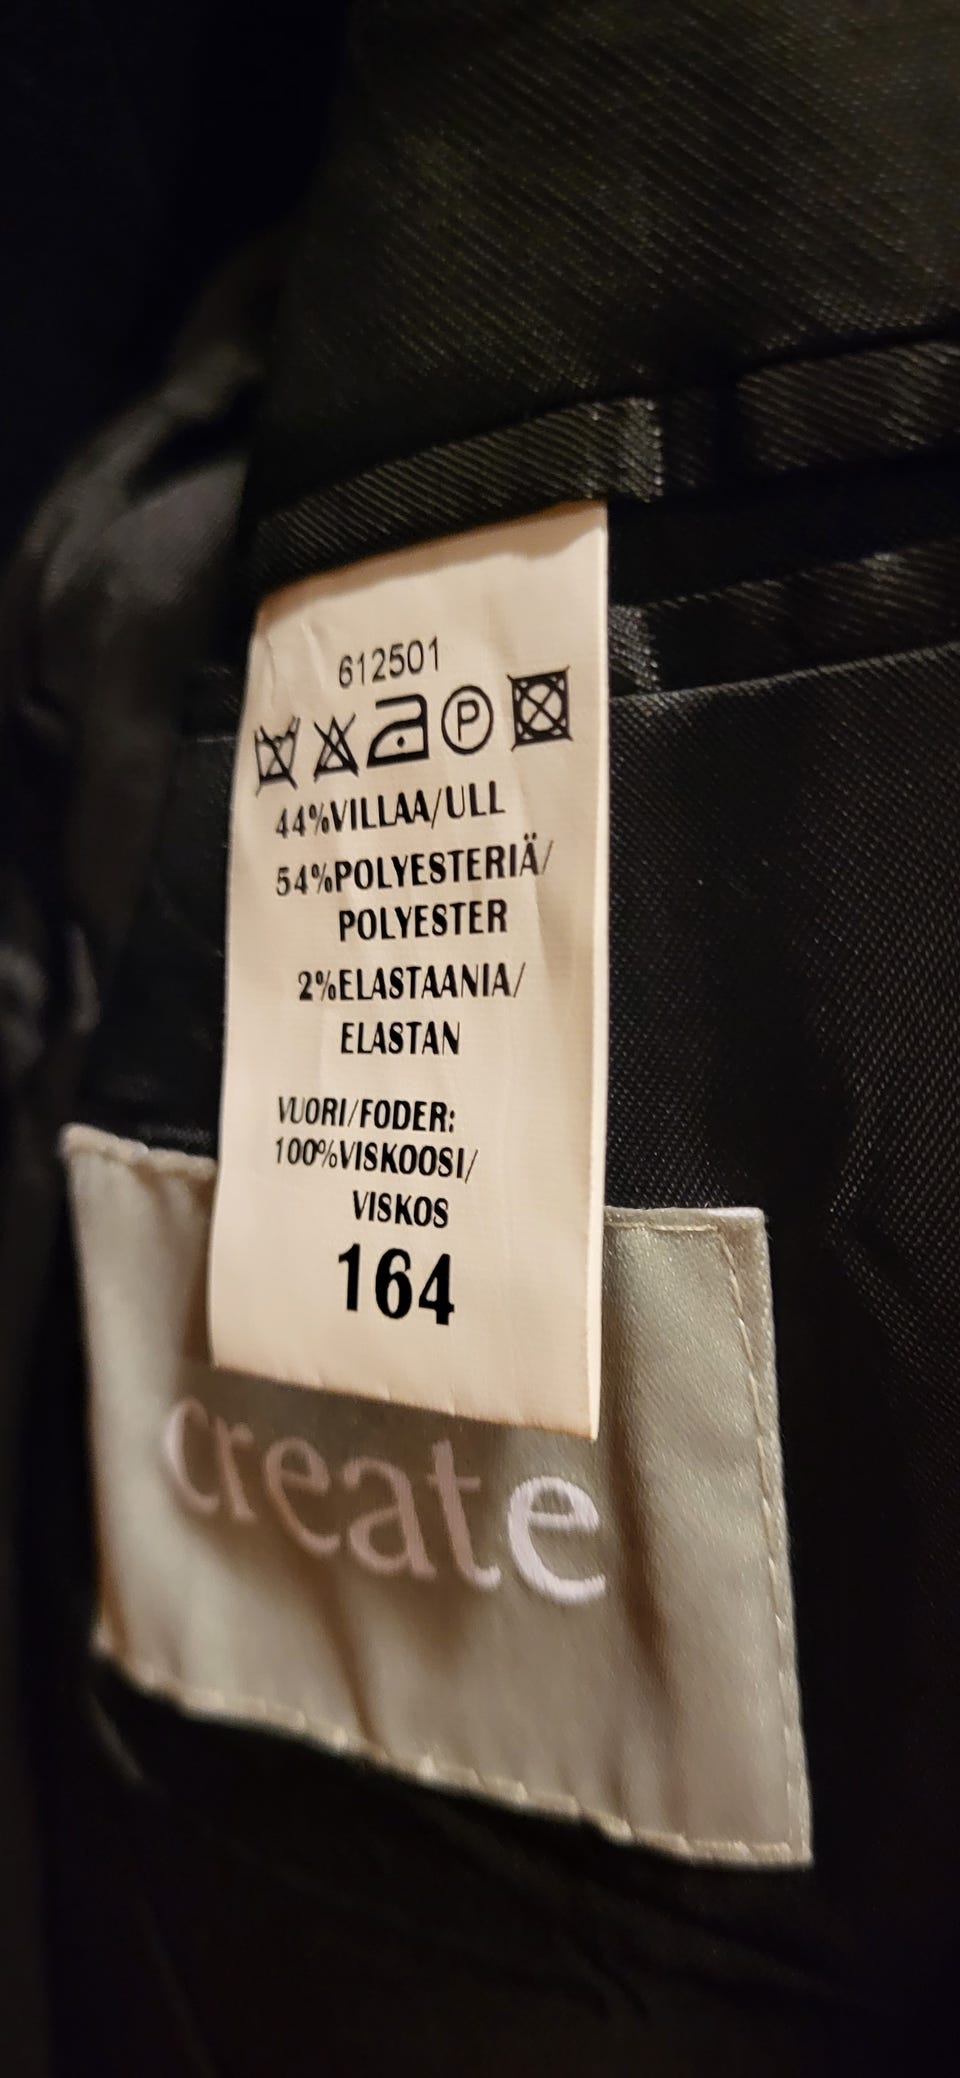 612501
P
44%VILLAA/ULL
54%POLYESTERIÄ/
POLYESTER
2%ELASTAANIA/
ELASTAN
VUORI/FODER:
100%VISKOOSI/
VISKOS
164
create